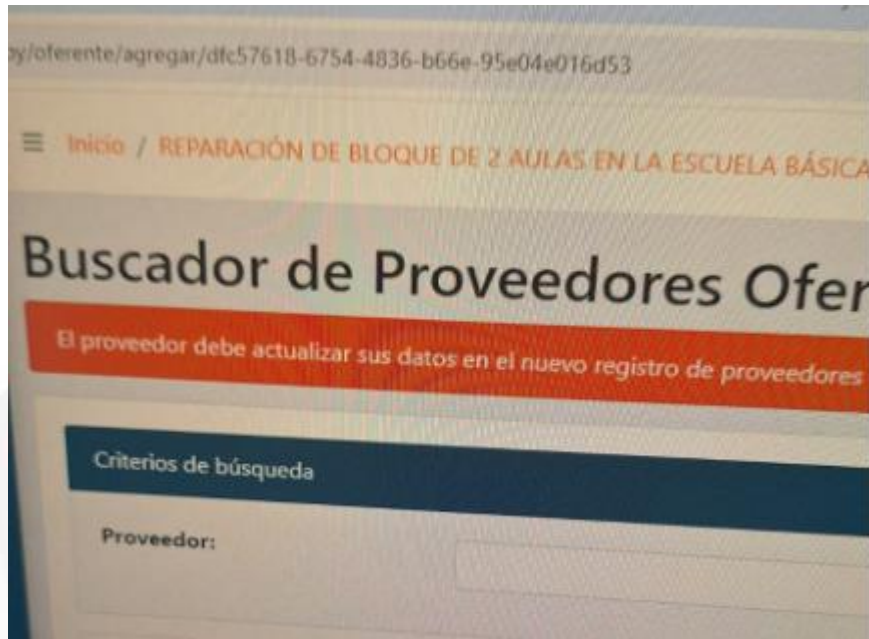 py/oferente/agregar/dfc57618-6754-4836-b66e-95e04e016d53
Inicio / REPARACIÓN DE BLOQUE DE 2 AULAS EN LA ESCUELA BÁSICA
Buscador de Proveedores Ofer
El proveedor debe actualizar sus datos en el nuevo registro de proveedores
Criterios de búsqueda
Proveedor: